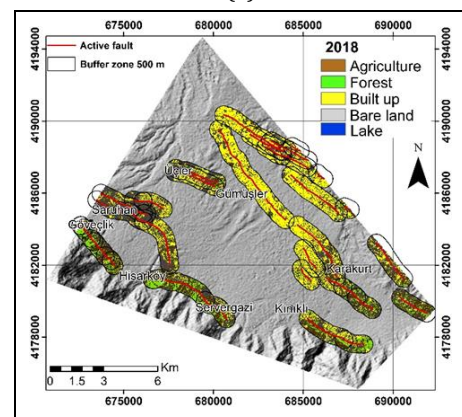 675000 680000 685000 690000
Active fault
Buffer zone 500 m
2018
Agriculture
Forest
Built up
Bare land
Lake
N
4194000
4190000
4186000
4182000
4178000
4194000
4190000
4186000
4182000
4178000
Üçler
Gümüşler
Saruhan
Göveçlik
Hisarköy
Karakurt
Servergazi
Kınıklı
Km
0 1.5 3 6
675000 680000 685000 690000